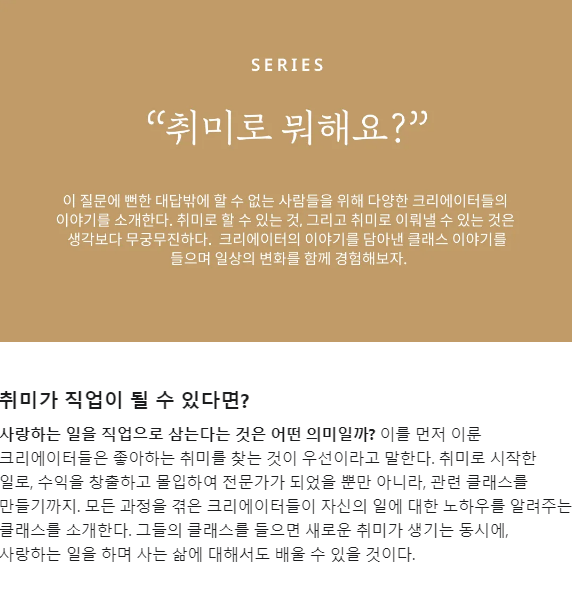 SERIES
“취미로 뭐해요?”
이 질문에 뻔한 대답밖에 할 수 없는 사람들을 위해 다양한 크리에이터들의
이야기를 소개한다. 취미로 할 수 있는 것, 그리고 취미로 이뤄낼 수 있는 것은
생각보다 무궁무진하다. 크리에이터의 이야기를 담아낸 클래스 이야기를
들으며 일상의 변화를 함께 경험해보자.
취미가 직업이 될 수 있다면?
사랑하는 일을 직업으로 삼는다는 것은 어떤 의미일까? 이를 먼저 이룬
크리에이터들은 좋아하는 취미를 찾는 것이 우선이라고 말한다. 취미로 시작한
일로, 수익을 창출하고 몰입하여 전문가가 되었을 뿐만 아니라, 관련 클래스를
만들기까지. 모든 과정을 겪은 크리에이터들이 자신의 일에 대한 노하우를 알려주는
클래스를 소개한다. 그들의 클래스를 들으면 새로운 취미가 생기는 동시에,
사랑하는 일을 하며 사는 삶에 대해서도 배울 수 있을 것이다.